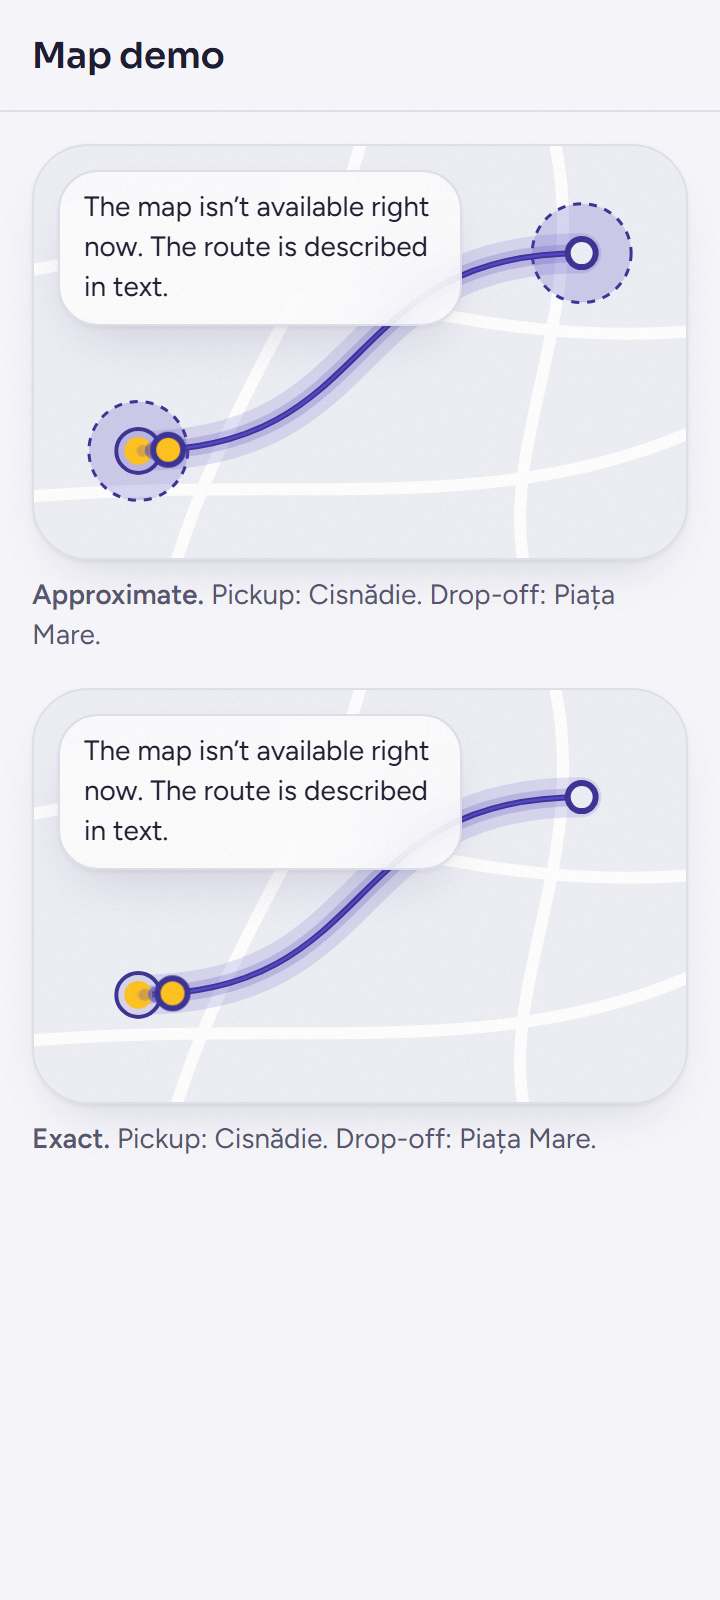 Map demo
The map isn’t available right
now. The route is described
in text.
Approximate. Pickup: Cisnădie. Drop-off: Piața
Mare.
The map isn’t available right
now. The route is described
in text.
Exact. Pickup: Cisnădie. Drop-off: Piața Mare.